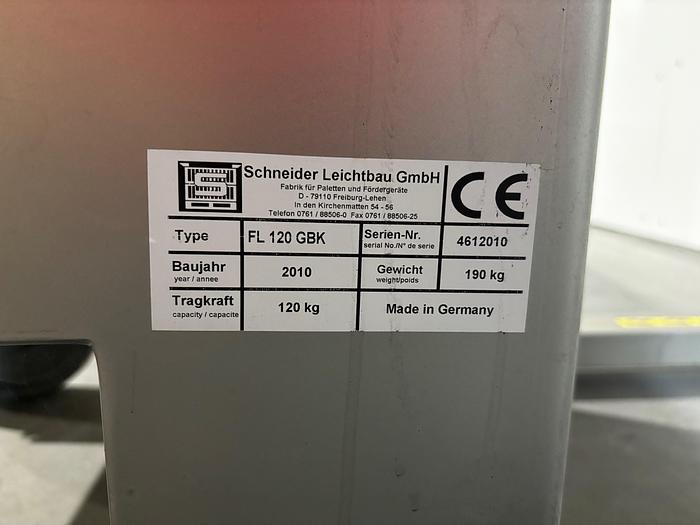 Schneider Leichtbau GmbH
Fabrik für Paletten und Fördergeräte
D - 79110 Freiburg-Lehen
In den Kirchenmatten 54 - 56
Telefon 0761 / 88506-0 Fax 0761 / 88506-25
CE
Type FL 120 GBK Serien-Nr. 4612010
serial No./N° de serie
Baujahr 2010 Gewicht 190 kg
year / annee weight/poids
Tragkraft 120 kg Made in Germany
capacity / capacite